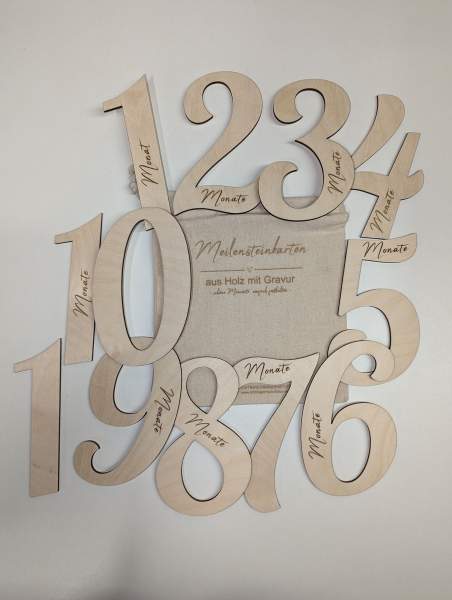 1 Monat
2 Monate
3 Monate
4 Monate
5 Monate
6 Monate
7 Monate
8 Monate
9 Monate
10 Monate
1
Meilensteinkarten
aus Holz mit Gravur